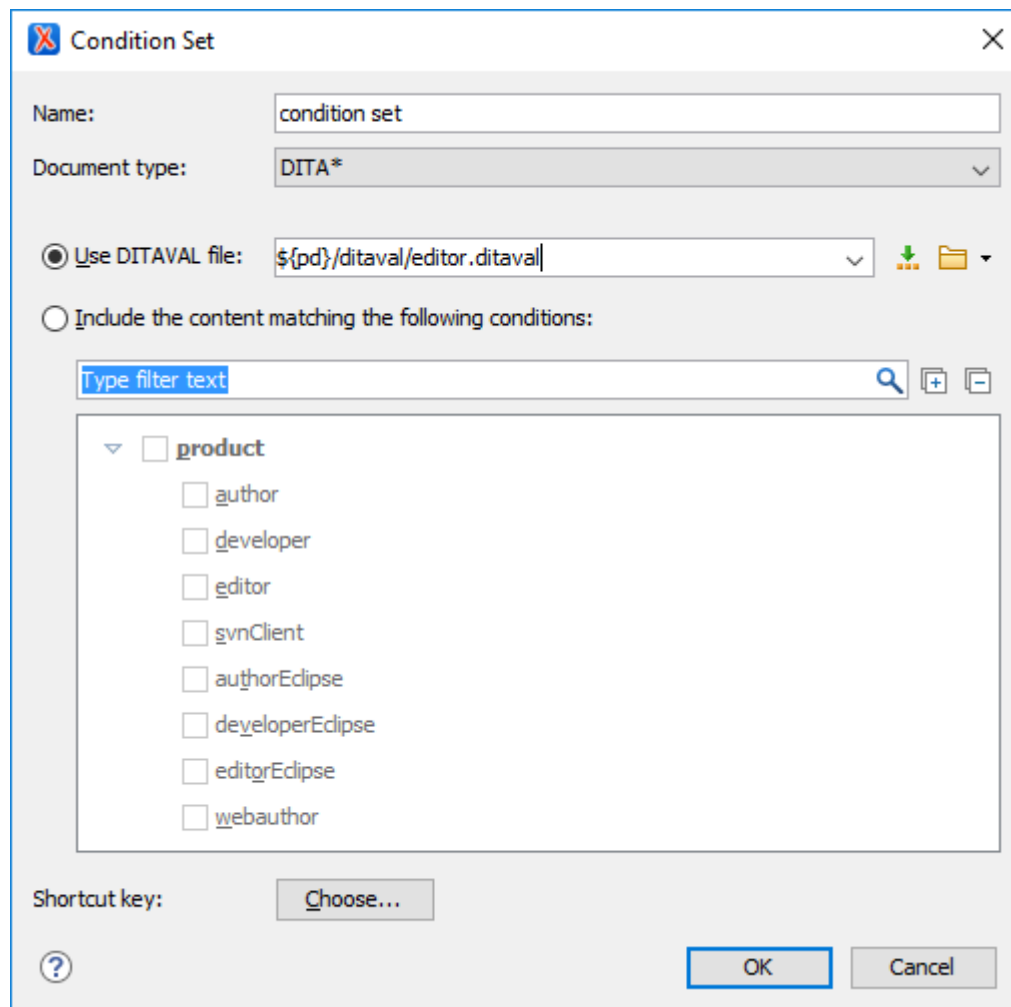 Condition Set
Name: condition set
Document type: DITA*
Use DITAVAL file: ${pd}/ditaval/editor.ditaval
Include the content matching the following conditions:
Type filter text
product
author
developer
editor
svnClient
authorEclipse
developerEclipse
editorEclipse
webauthor
Shortcut key: Choose...
OK Cancel